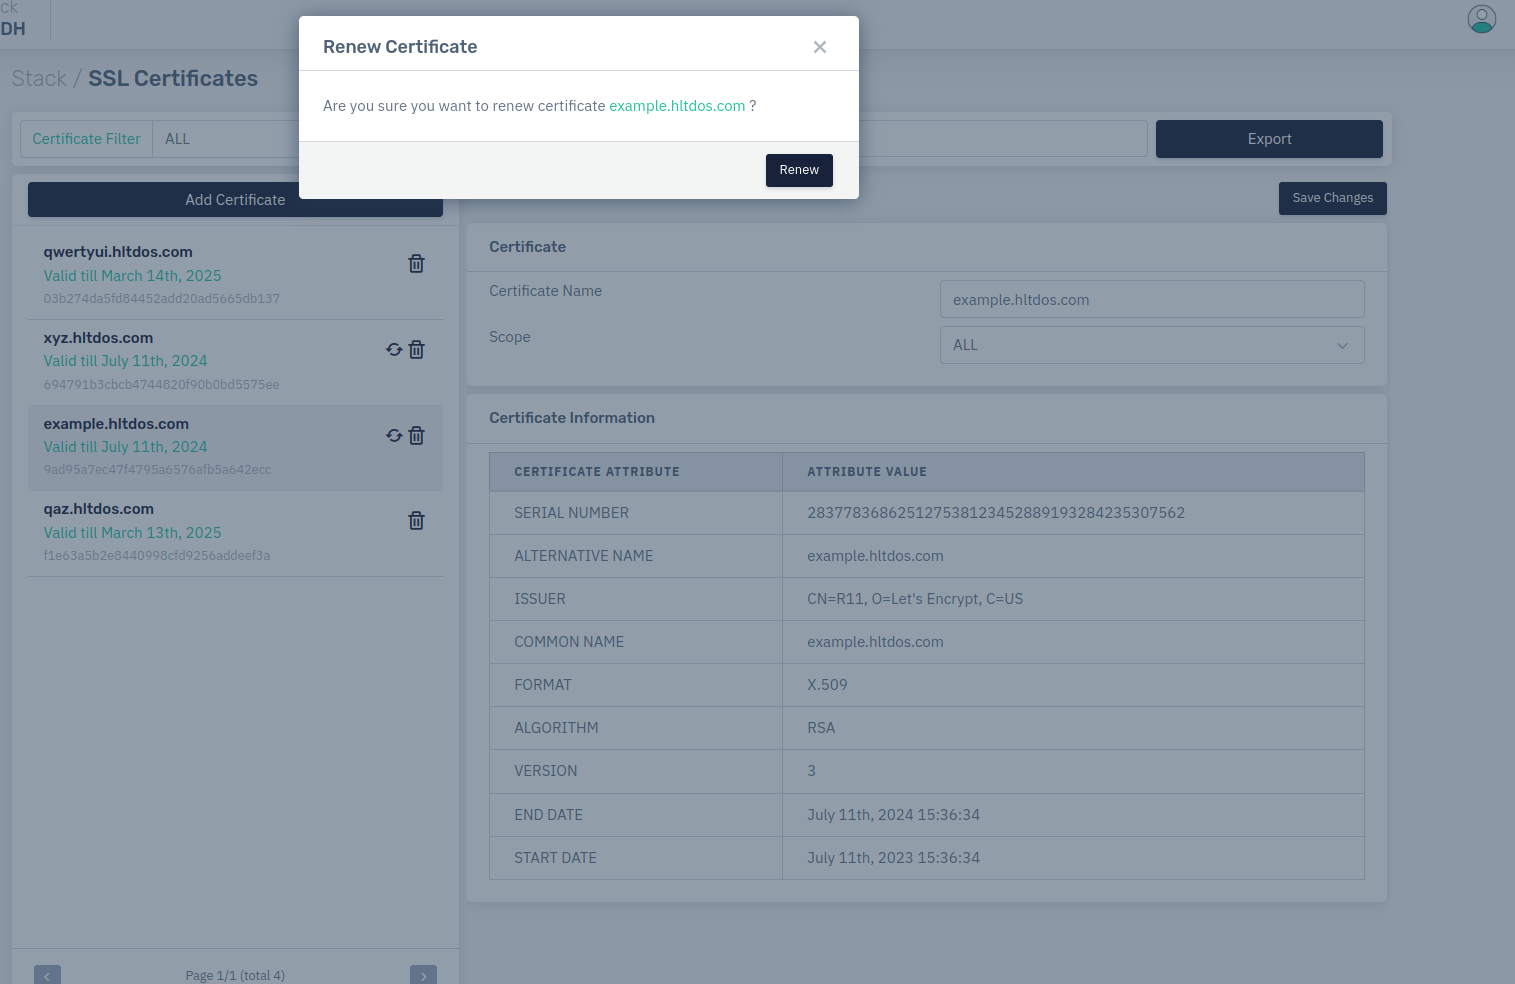 ck
DH
Renew Certificate
Are you sure you want to renew certificate example.hltdos.com ?
Renew
Stack / SSL Certificates
Certificate Filter
ALL
Export
Add Certificate
Save Changes
qwertyui.hltdos.com
Valid till March 14th, 2025
03b274da5fd84452add20ad5665db137
xyz.hltdos.com
Valid till July 11th, 2024
694791b3cbcb4744820f90b0bd5575ee
example.hltdos.com
Valid till July 11th, 2024
9ad95a7ec47f4795a6576afb5a642ecc
qaz.hltdos.com
Valid till March 13th, 2025
f1e63a5b2e8440998cfd9256addeef3a
Page 1/1 (total 4)
Certificate
Certificate Name
example.hltdos.com
Scope
ALL
Certificate Information
CERTIFICATE ATTRIBUTE ATTRIBUTE VALUE
SERIAL NUMBER 283778368625127538123452889193284235307562
ALTERNATIVE NAME example.hltdos.com
ISSUER CN=R11, O=Let's Encrypt, C=US
COMMON NAME example.hltdos.com
FORMAT X.509
ALGORITHM RSA
VERSION 3
END DATE July 11th, 2024 15:36:34
START DATE July 11th, 2023 15:36:34